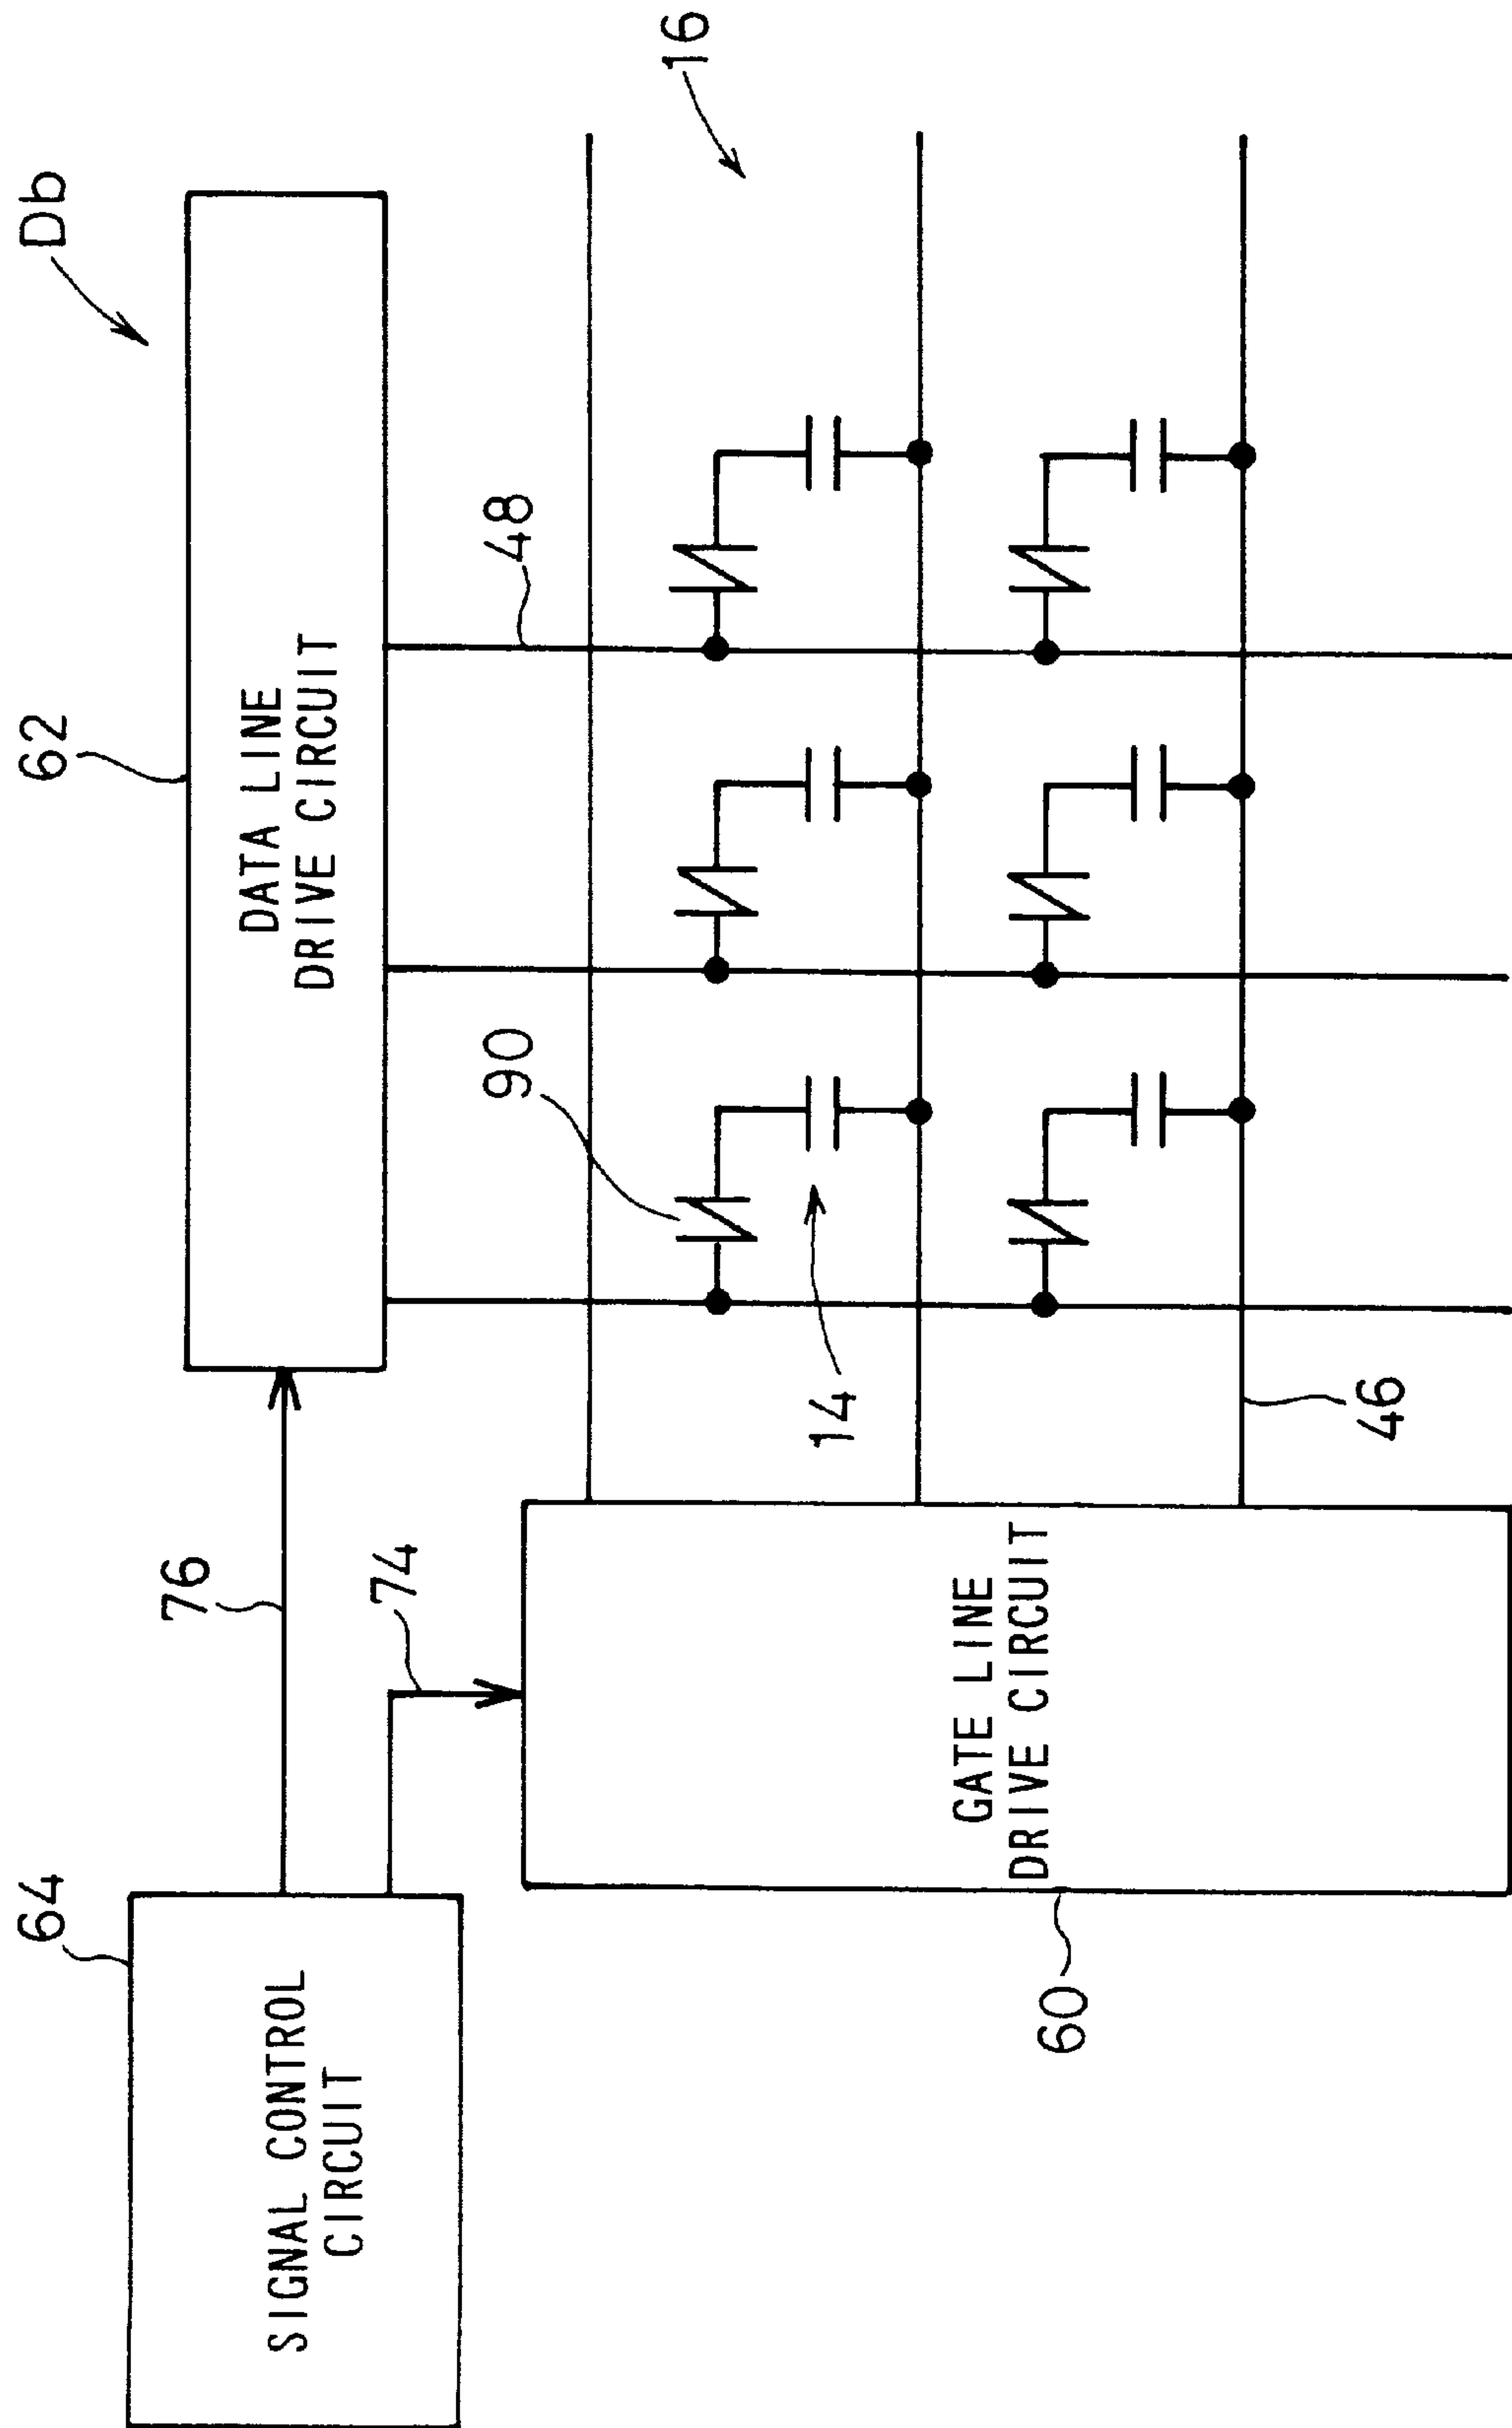 Db
62
64
76
DATA LINE
DRIVE CIRCUIT
SIGNAL CONTROL
CIRCUIT
74
90
48
16
14
GATE LINE
DRIVE CIRCUIT
60
46